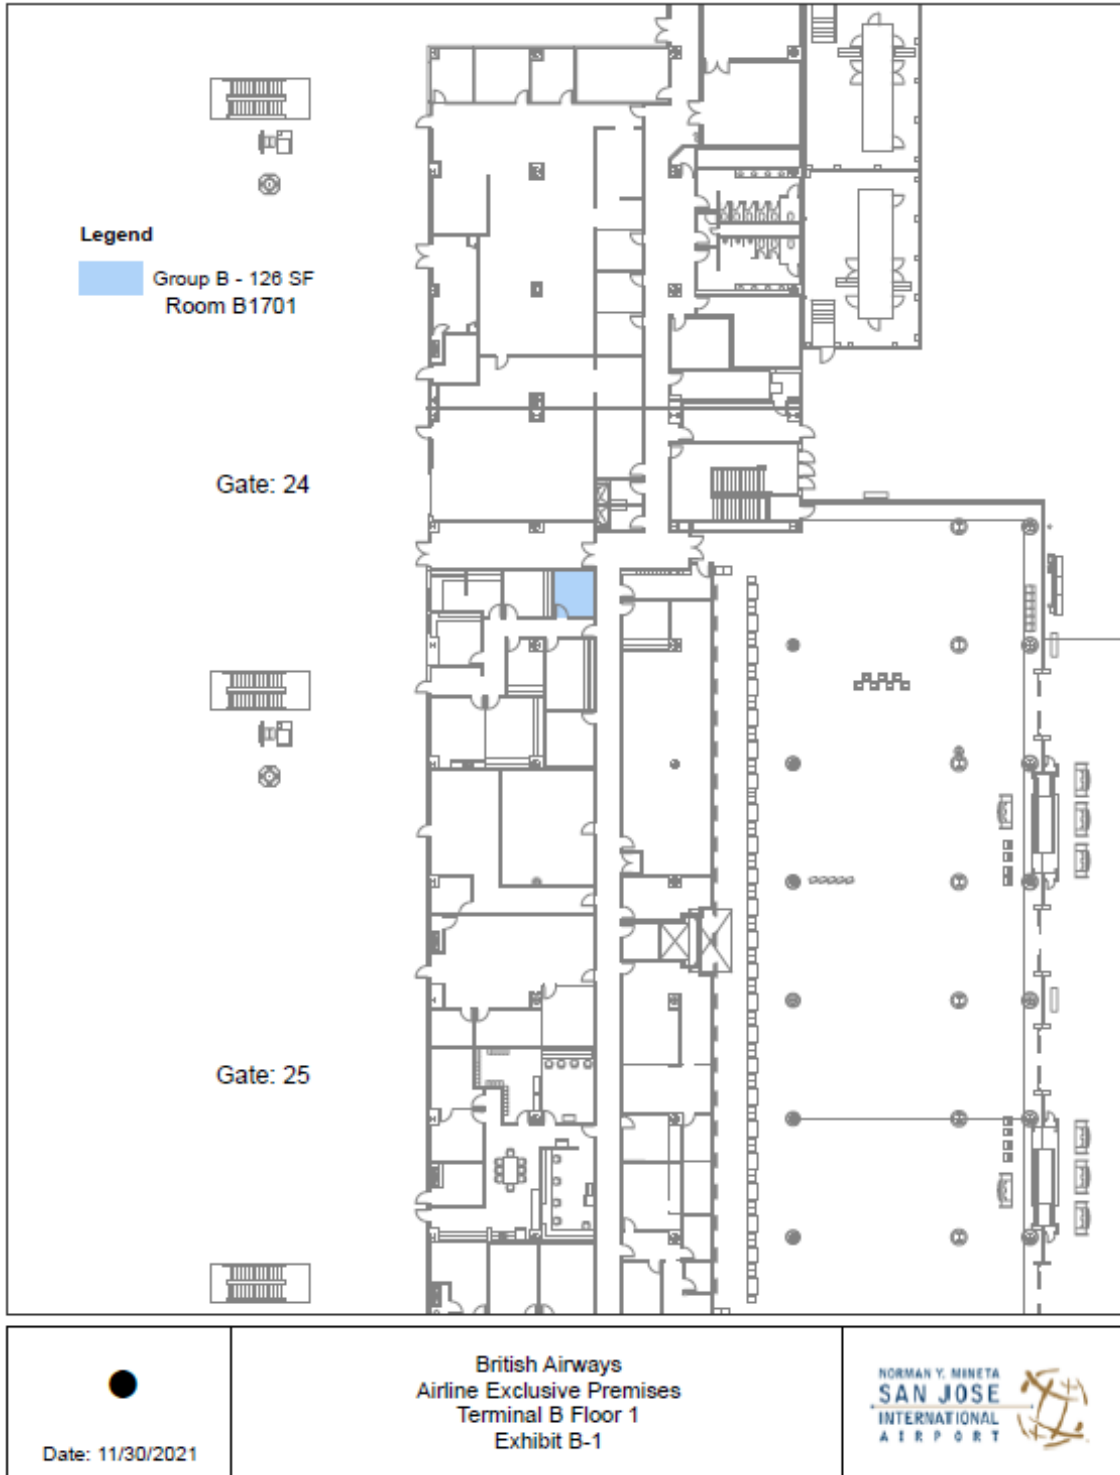 Legend
Group B - 126 SF
Room B1701
Gate: 24
Gate: 25
Date: 11/30/2021
British Airways
Airline Exclusive Premises
Terminal B Floor 1
Exhibit B-1
NORMAN Y. MINETA
SAN JOSE
INTERNATIONAL
AIRPORT